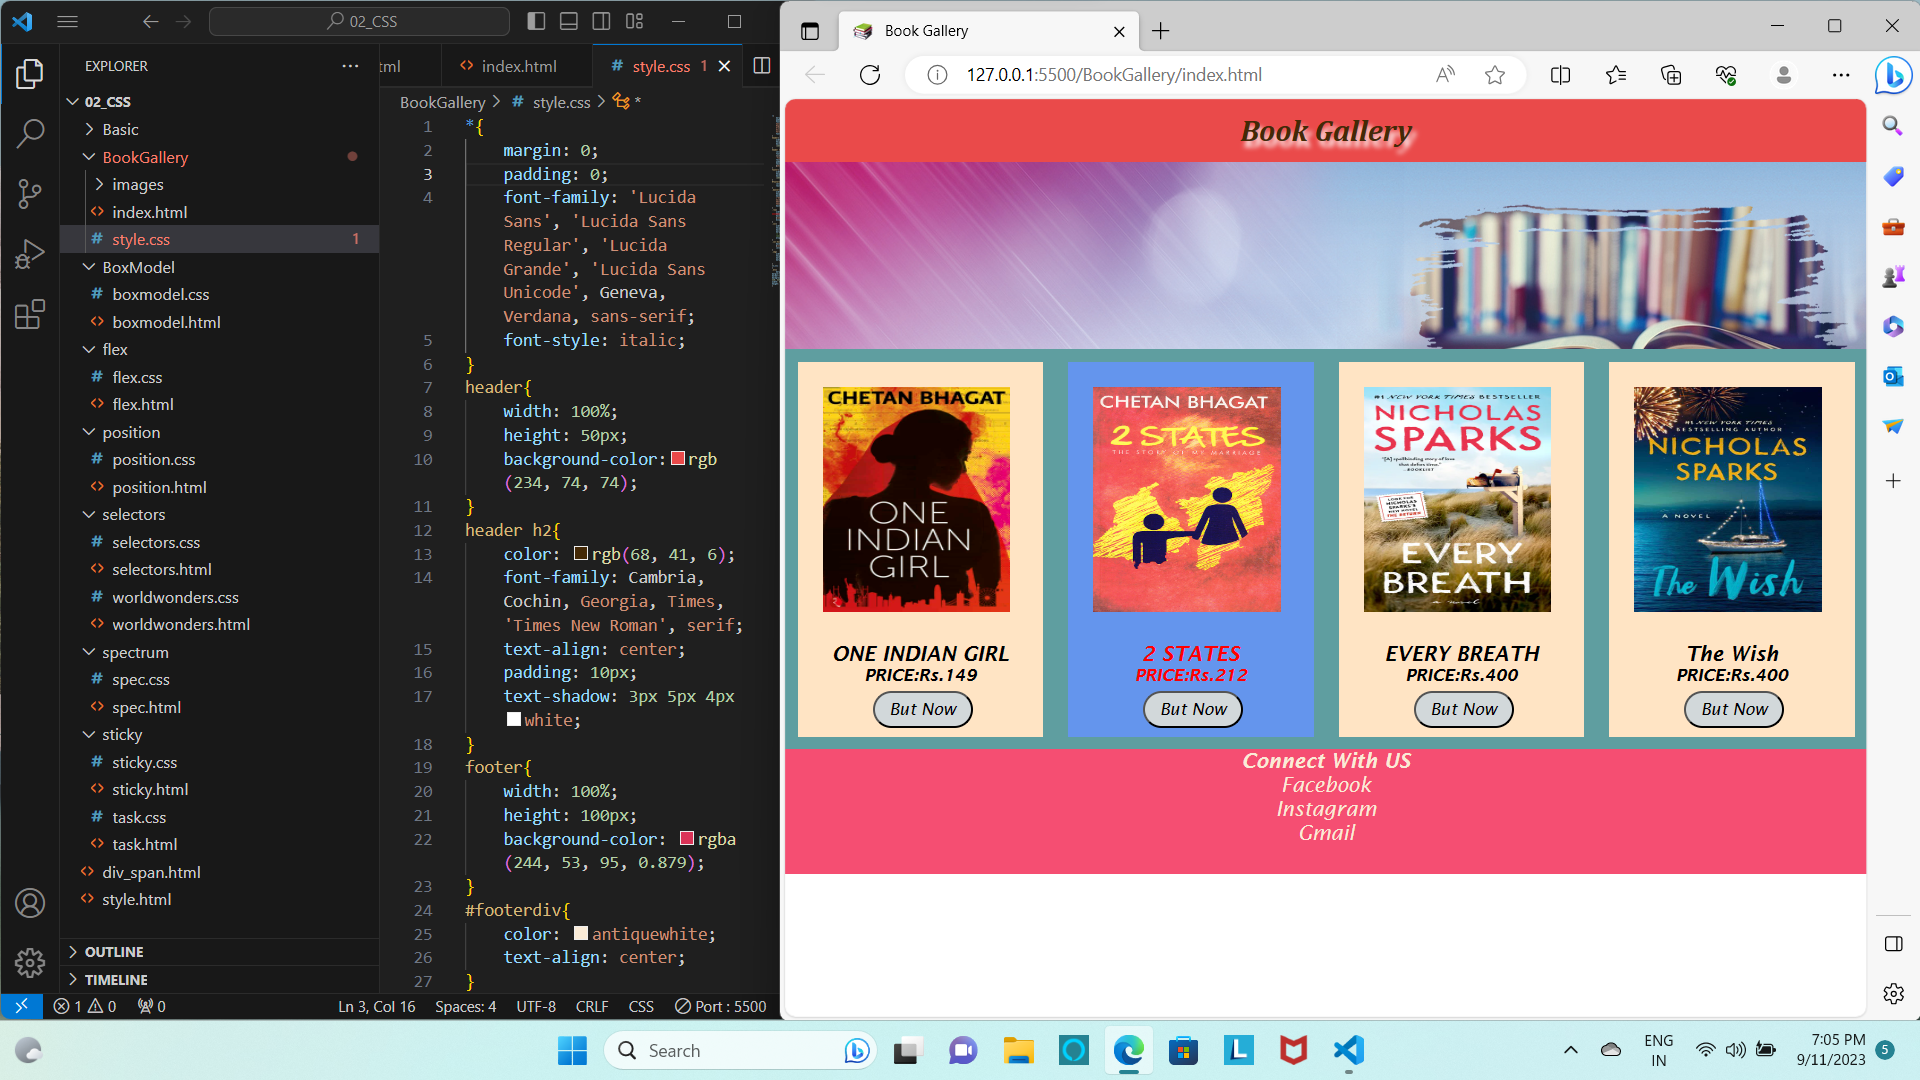 02_CSS
EXPLORER
02_CSS
Basic
BookGallery
images
index.html
style.css 1
BoxModel
boxmodel.css
boxmodel.html
flex
flex.css
flex.html
position
position.css
position.html
selectors
selectors.css
selectors.html
worldwonders.css
worldwonders.html
spectrum
spec.css
spec.html
sticky
sticky.css
sticky.html
task.css
task.html
div_span.html
style.html
OUTLINE
TIMELINE
tml index.html # style.css 1
BookGallery > # style.css > *
1 *{
2 margin: 0;
3 padding: 0;
4 font-family: 'Lucida
Sans', 'Lucida Sans
Regular', 'Lucida
Grande', 'Lucida Sans
Unicode', Geneva,
Verdana, sans-serif;
5 font-style: italic;
6 }
7 header{
8 width: 100%;
9 height: 50px;
10 background-color: rgb
(234, 74, 74);
11 }
12 header h2{
13 color: rgb(68, 41, 6);
14 font-family: Cambria,
Cochin, Georgia, Times,
'Times New Roman', serif;
15 text-align: center;
16 padding: 10px;
17 text-shadow: 3px 5px 4px
white;
18 }
19 footer{
20 width: 100%;
21 height: 100px;
22 background-color: rgba
(244, 53, 95, 0.879);
23 }
24 #footerdiv{
25 color: antiquewhite;
26 text-align: center;
27 }
1 0 0 Ln 3, Col 16 Spaces: 4 UTF-8 CRLF CSS Port : 5500
Book Gallery
127.0.0.1:5500/BookGallery/index.html
Book Gallery
CHETAN BHAGAT
ONE
INDIAN
GIRL
ONE INDIAN GIRL
PRICE:Rs.149
But Now
CHETAN BHAGAT
2 STATES
THE STORY OF MY MARRIAGE
2 STATES
PRICE:Rs.212
But Now
#1 NEW YORK TIMES BESTSELLER
NICHOLAS
SPARKS
EVERY
BREATH
a novel
EVERY BREATH
PRICE:Rs.400
But Now
#1 NEW YORK TIMES
BESTSELLING AUTHOR
NICHOLAS
SPARKS
A NOVEL
The Wish
The Wish
PRICE:Rs.400
But Now
Connect With US
Facebook
Instagram
Gmail
Search
ENG
IN
7:05 PM
9/11/2023
5